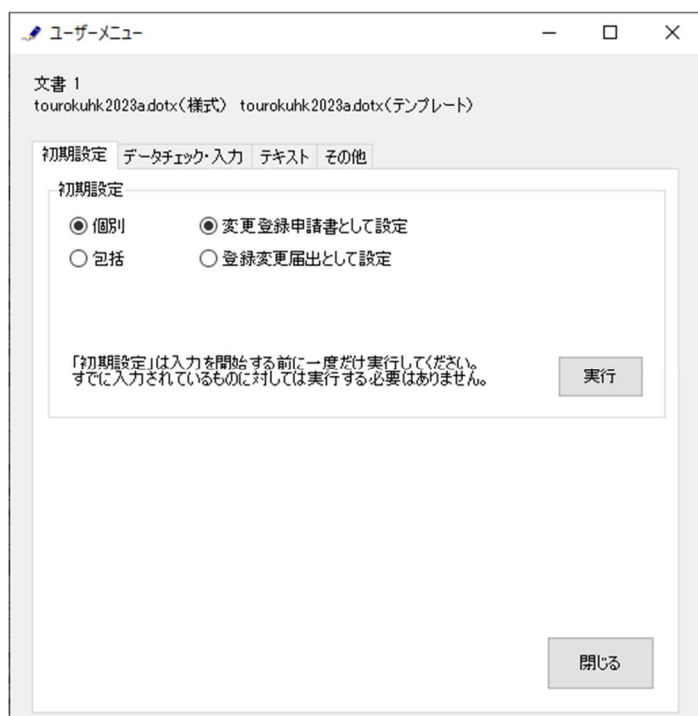 ユーザーメニュー
文書 1
tourokuhk2023a.dotx(様式) tourokuhk2023a.dotx(テンプレート)
初期設定 データチェック・入力 テキスト その他
初期設定
個別 変更登録申請書として設定
包括 登録変更届出として設定
「初期設定」は入力を開始する前に一度だけ実行してください。
すでに入力されているものに対しては実行する必要はありません。
実行
閉じる